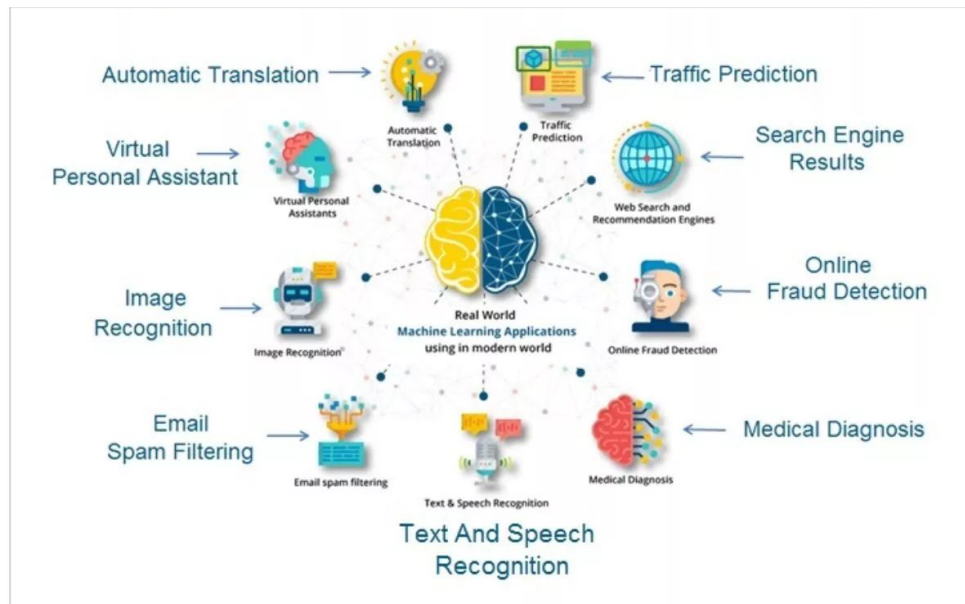 Automatic Translation
Traffic Prediction
Automatic
Translation
Traffic
Prediction
Virtual
Personal Assistant
Search Engine
Results
Virtual Personal
Assistants
Web Search and
Recommendation Engines
Image
Recognition
Online
Fraud Detection
Real World
Machine Learning Applications
using in modern world
Image Recognition
Online Fraud Detection
Email
Spam Filtering
Medical Diagnosis
Email spam filtering
Text & Speech Recognition
Medical Diagnosis
Text And Speech
Recognition